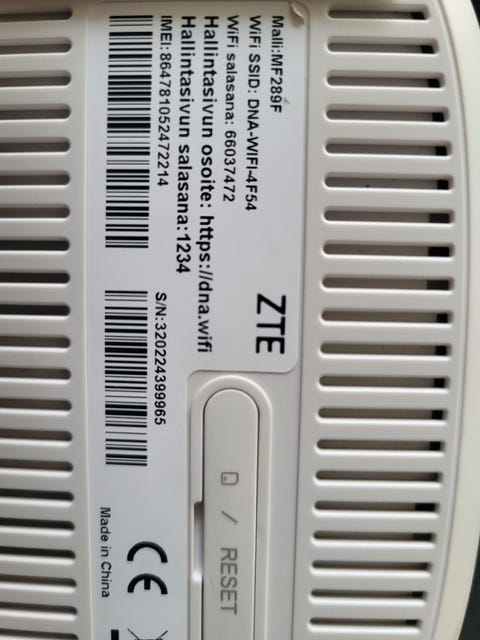 Malli:MF289F
WiFi SSID: DNA-WIFI-4F54
WiFi salasana: 66037472
Hallintasivun osoite: https://dna.wifi
Hallintasivun salasana:1234
IMEI:864781052472214
S/N:320224399965
ZTE
/ RESET
CE
Made in China